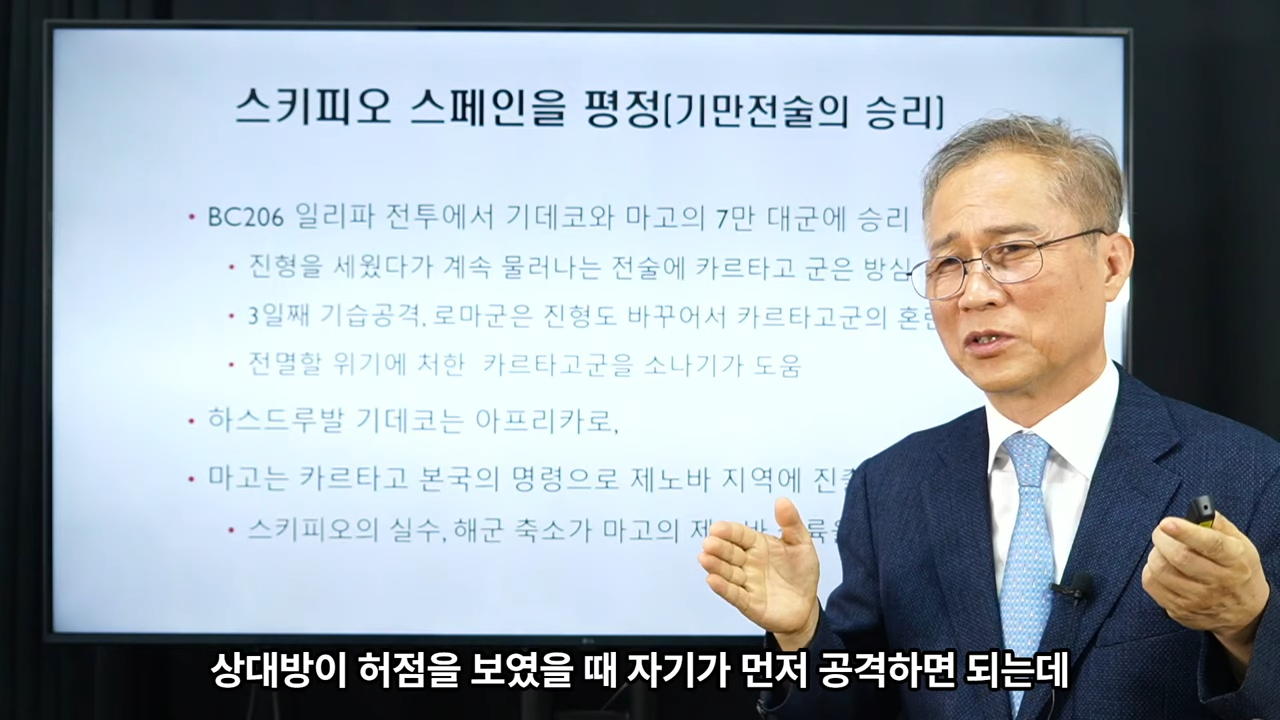 스키피오 스페인을 평정(기만전술의 승리)
• BC206 일리파 전투에서 기데코와 마고의 7만 대군에 승리
• 진형을 세웠다가 계속 물러나는 전술에 카르타고 군은 방심
• 3일째 기습공격, 로마군은 진형도 바꾸어서 카르타고군의
• 전멸할 위기에 처한 카르타고군을 소나기가 도움
• 하스드루발 기데코는 아프리카로,
• 마고는 카르타고 본국의 명령으로 제노바 지역에
• 스키피오의 실수, 해군 축소가 마고의
상대방이 허점을 보였을 때 자기가 먼저 공격하면 되는데